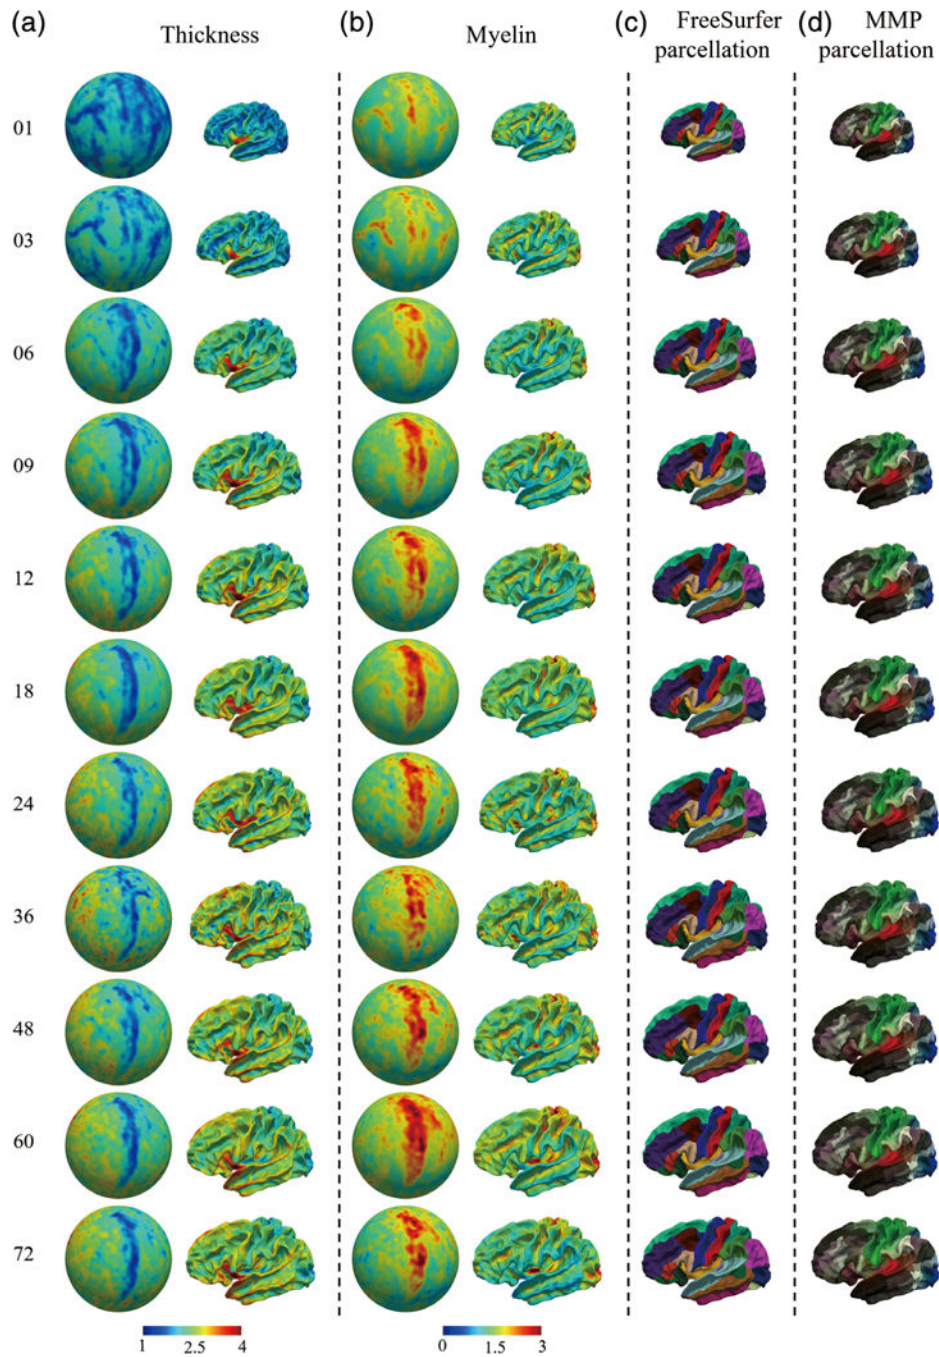 (a) Thickness
(b) Myelin
(c) FreeSurfer
parcellation
(d) MMP
parcellation
01
03
06
09
12
18
24
36
48
60
72
1 2.5 4
0 1.5 3